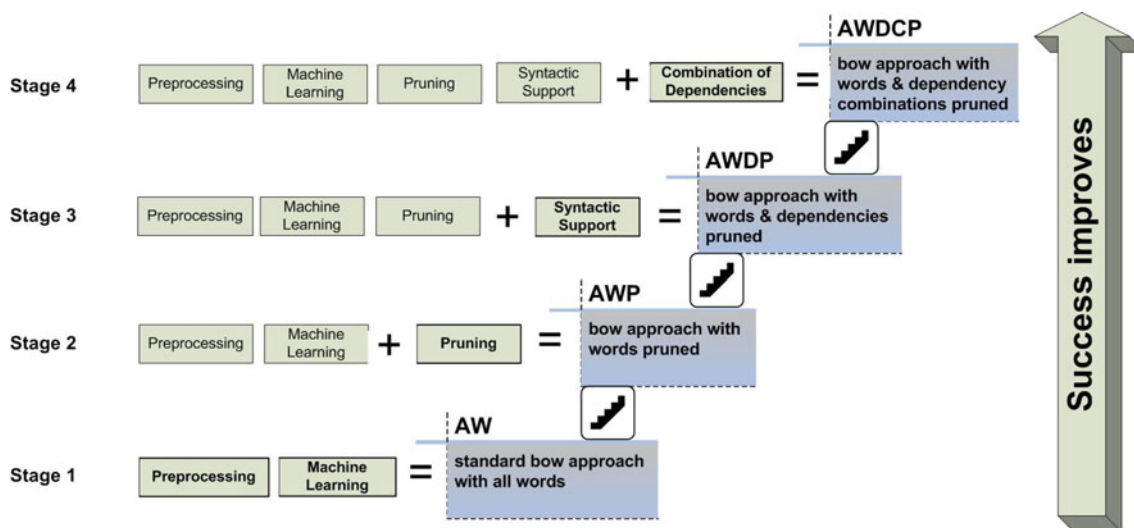 AWDCP
Stage 4
Preprocessing
Machine
Learning
Pruning
Syntactic
Support
+
Combination of
Dependencies
=
bow approach with
words & dependency
combinations pruned
AWDP
Stage 3
Preprocessing
Machine
Learning
Pruning
+
Syntactic
Support
=
bow approach with
words & dependencies
pruned
AWP
Stage 2
Preprocessing
Machine
Learning
+
Pruning
=
bow approach with
words pruned
AW
Stage 1
Preprocessing
Machine
Learning
=
standard bow approach
with all words
Success improves